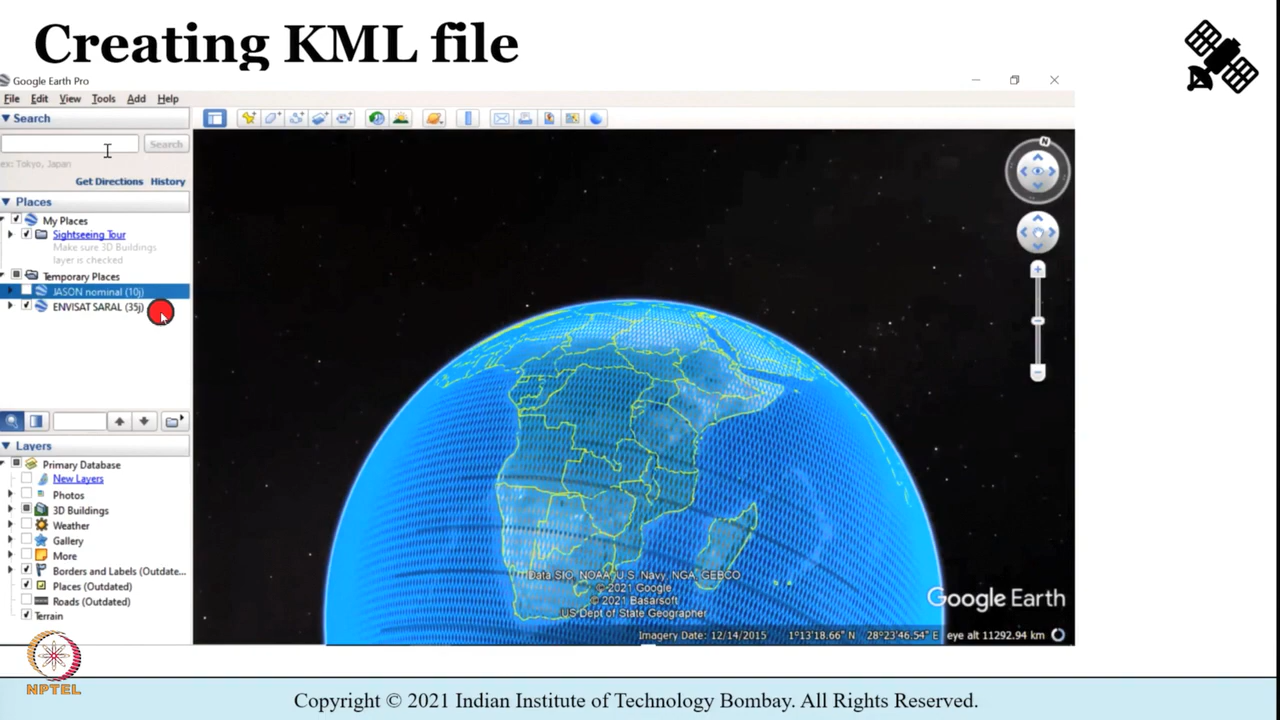 Creating KML file
Google Earth Pro
File Edit View Tools Add Help
Search
Search
ex: Tokyo, Japan
Get Directions History
Places
My Places
Sightseeing Tour
Make sure 3D Buildings
layer is checked
Temporary Places
JASON nominal (10j)
ENVISAT SARAL (35j)
Layers
Primary Database
New Layers
Photos
3D Buildings
Weather
Gallery
More
Borders and Labels (Outdate...
Places (Outdated)
Roads (Outdated)
Terrain
N
Data SIO, NOAA, U.S. Navy, NGA, GEBCO
© 2021 Google
© 2021 Basarsoft
US Dept of State Geographer
Google Earth
Imagery Date: 12/14/2015 1°13'18.66" N 28°23'46.54" E eye alt 11292.94 km
NPTEL
Copyright © 2021 Indian Institute of Technology Bombay. All Rights Reserved.